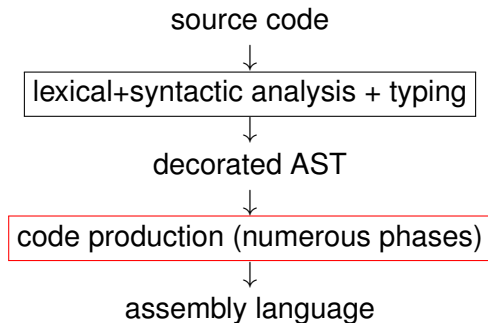 source code
lexical+syntactic analysis + typing
decorated AST
code production (numerous phases)
assembly language